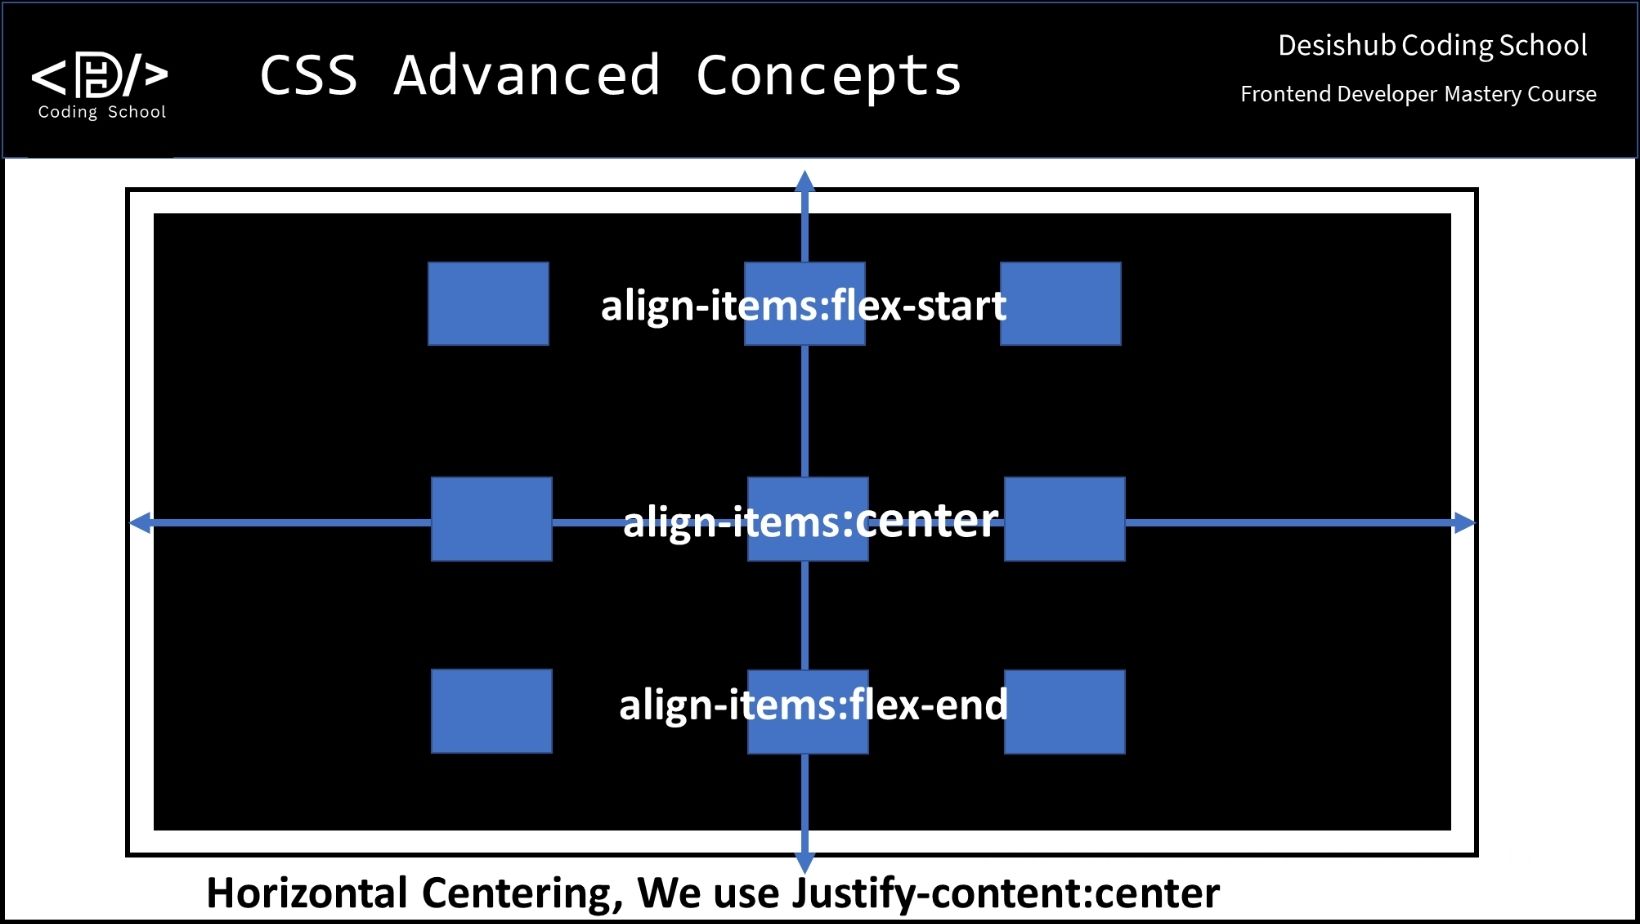 <DH/>
Coding School
CSS Advanced Concepts
Desishub Coding School
Frontend Developer Mastery Course
align-items:flex-start
align-items:center
align-items:flex-end
Horizontal Centering, We use Justify-content:center